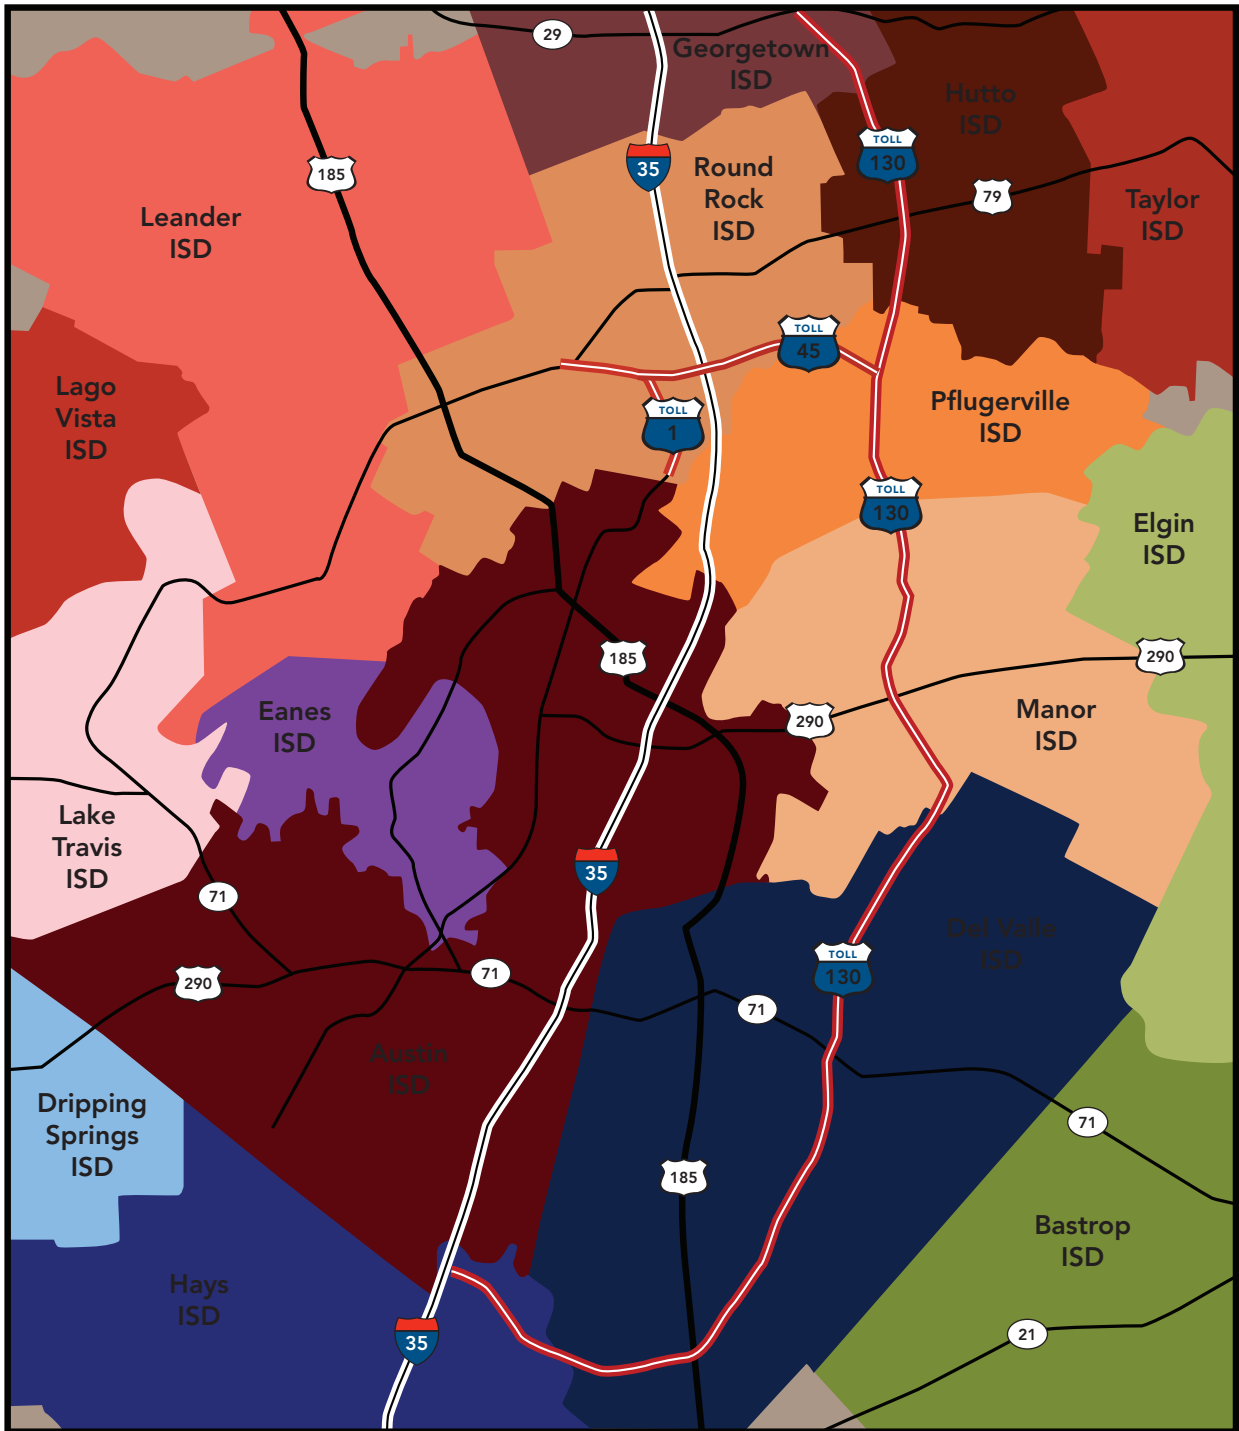 29
Georgetown
ISD
Hutto
ISD
TOLL
130
35
Round
Rock
ISD
185
79
Taylor
ISD
Leander
ISD
TOLL
45
Lago
Vista
ISD
Pflugerville
ISD
TOLL
1
TOLL
130
Elgin
ISD
185
290
Eanes
ISD
290
Manor
ISD
Lake
Travis
ISD
35
71
Del Valle
ISD
TOLL
130
71
290
71
Austin
ISD
Dripping
Springs
ISD
71
185
Bastrop
ISD
Hays
ISD
35
21